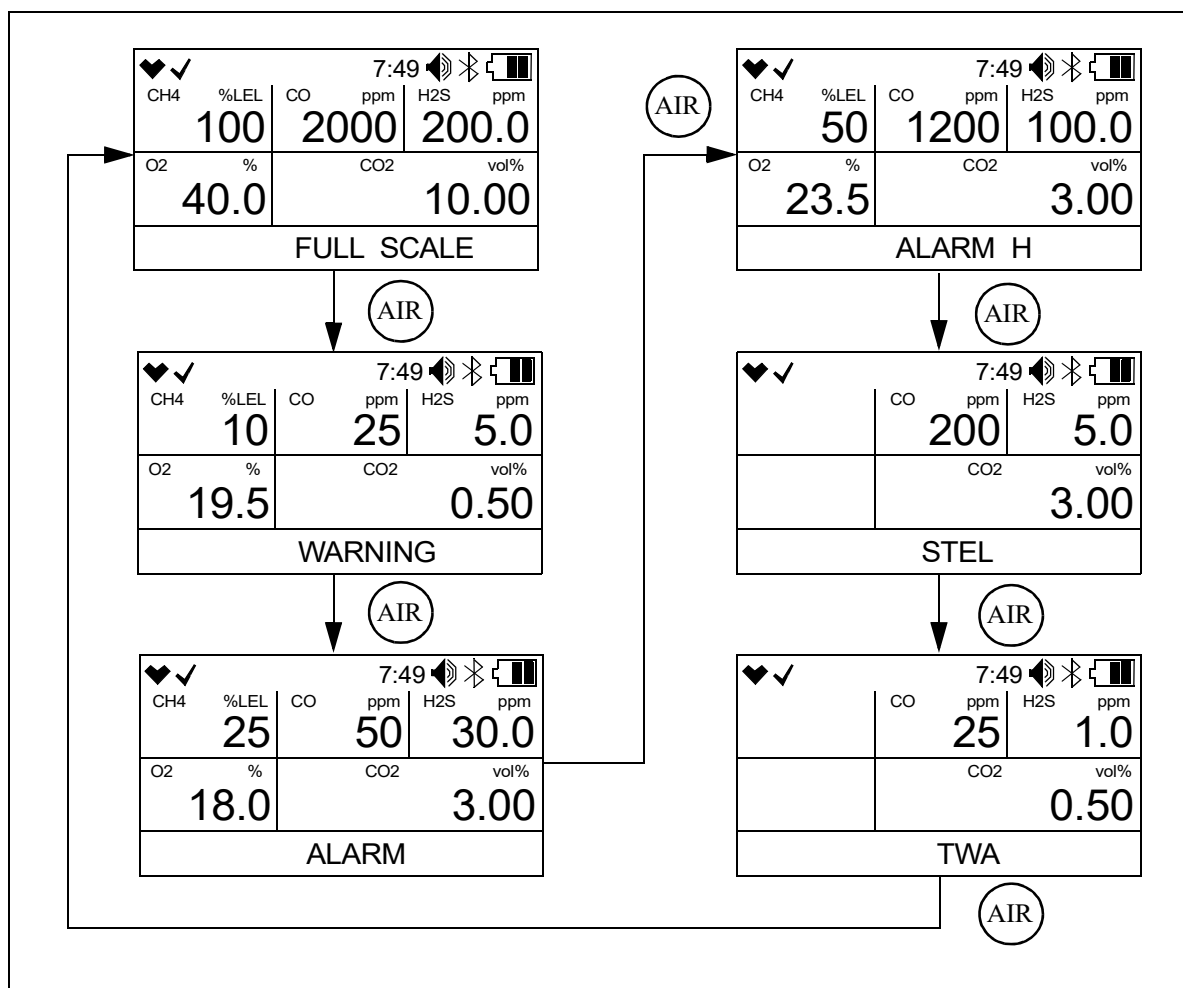 7:49
CH4 %LEL CO ppm H2S ppm
100 2000 200.0
O2 % CO2 vol%
40.0 10.00
FULL SCALE
AIR
7:49
CH4 %LEL CO ppm H2S ppm
10 25 5.0
O2 % CO2 vol%
19.5 0.50
WARNING
AIR
7:49
CH4 %LEL CO ppm H2S ppm
25 50 30.0
O2 % CO2 vol%
18.0 3.00
ALARM
AIR
7:49
CH4 %LEL CO ppm H2S ppm
50 1200 100.0
O2 % CO2 vol%
23.5 3.00
ALARM H
AIR
7:49
CO ppm H2S ppm
200 5.0
CO2 vol%
3.00
STEL
AIR
7:49
CO ppm H2S ppm
25 1.0
CO2 vol%
0.50
TWA
AIR